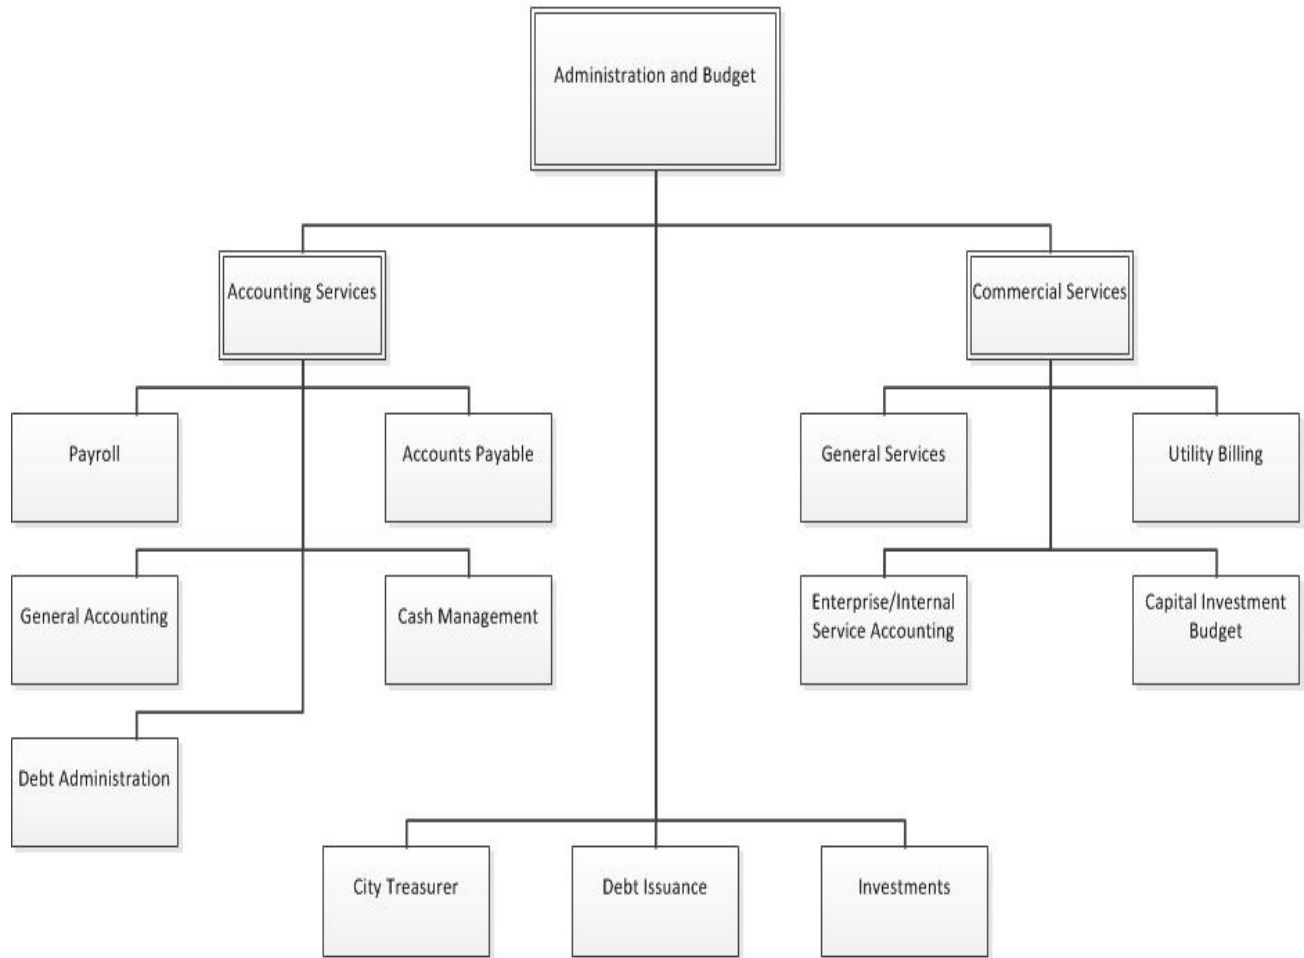 Administration and Budget
Accounting Services
Commercial Services
Payroll
Accounts Payable
General Services
Utility Billing
General Accounting
Cash Management
Enterprise/Internal
Service Accounting
Capital Investment
Budget
Debt Administration
City Treasurer
Debt Issuance
Investments